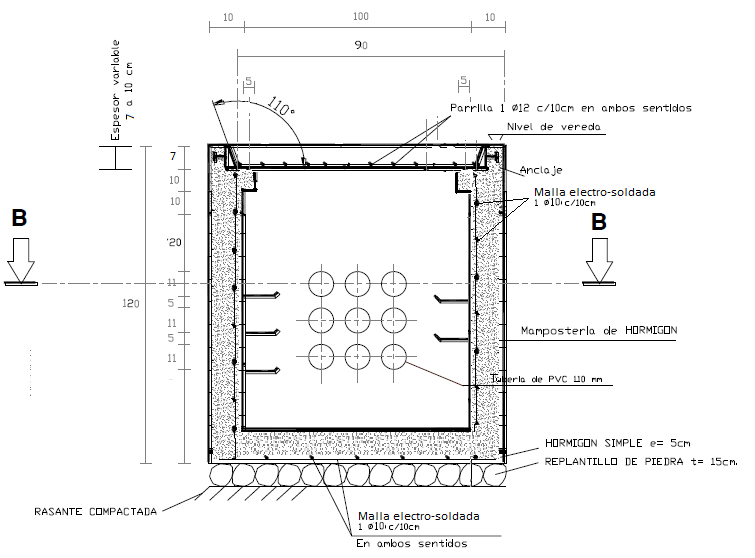 10 100 10
90
5 5
110°
Espesor variable
7 a 10 cm
Parrilla 1 Ø12 c/10cm en ambos sentidos
Nivel de vereda
7
Anclaje
10
Malla electro-soldada
1 Ø10 c/10cm
10
B B
20
11
120
5
11
Mampostería de HORMIGON
5
11
Tubería de PVC 110 mm
HORMIGON SIMPLE e= 5cm
REPLANTILLO DE PIEDRA t= 15cm.
RASANTE COMPACTADA
Malla electro-soldada
1 Ø10 c/10cm
En ambos sentidos